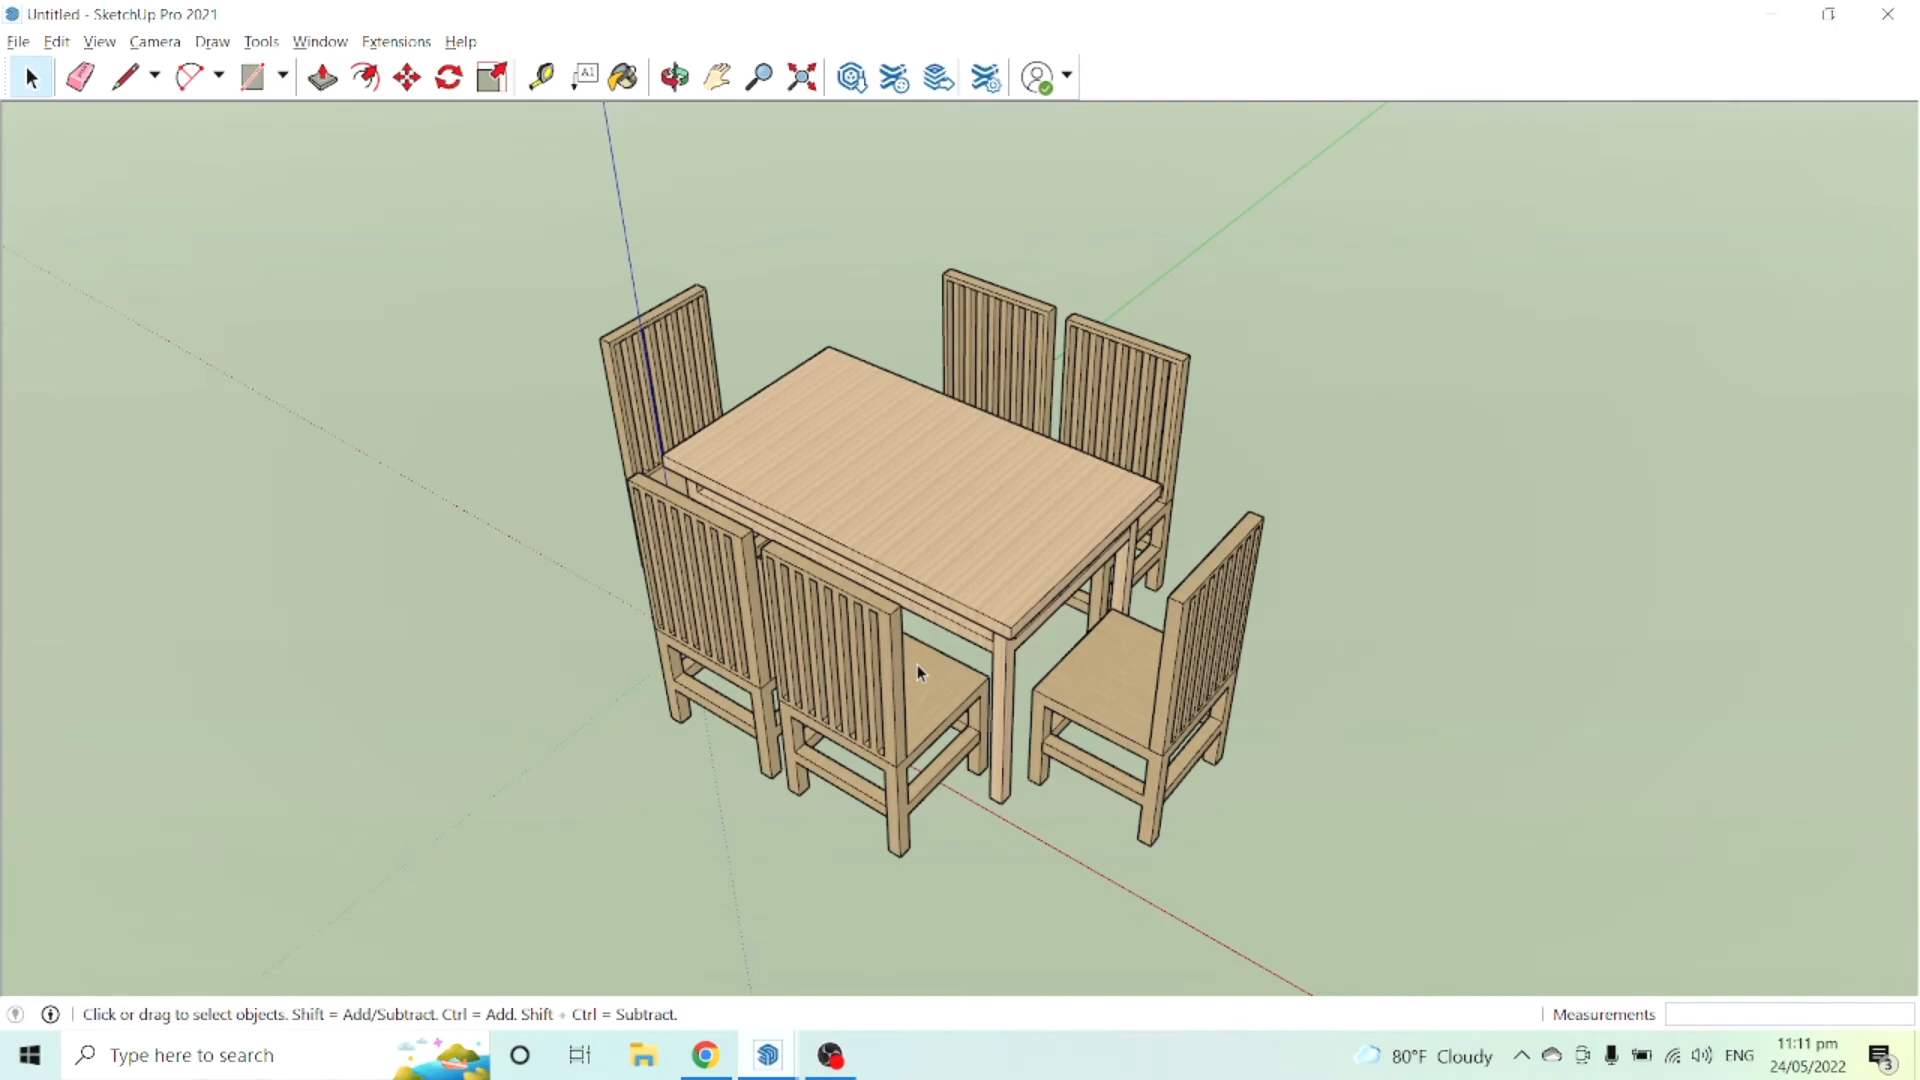 Untitled - SketchUp Pro 2021
File Edit View Camera Draw Tools Window Extensions Help
A1
Click or drag to select objects. Shift = Add/Subtract. Ctrl = Add. Shift + Ctrl = Subtract.
Measurements
Type here to search
80°F Cloudy
ENG
11:11 pm
24/05/2022
3